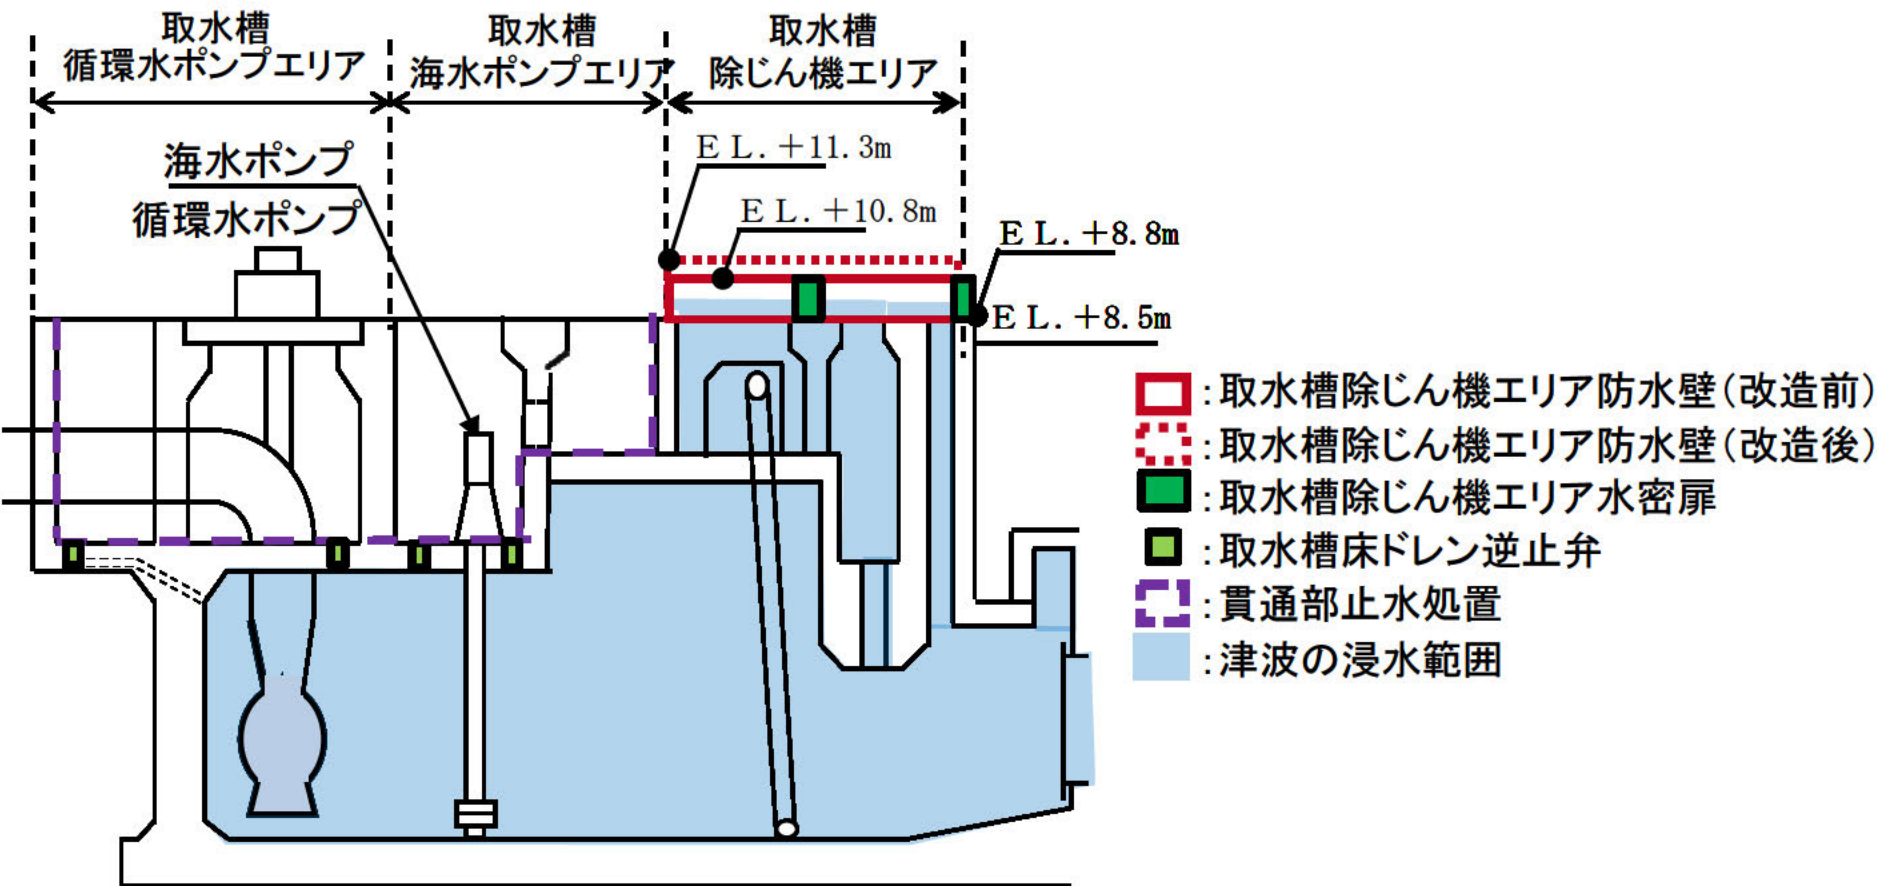 取水槽
循環水ポンプエリア
取水槽
海水ポンプエリア
取水槽
除じん機エリア
海水ポンプ
循環水ポンプ
ＥＬ．＋11.3m
ＥＬ．＋10.8m
ＥＬ．＋8.8m
ＥＬ．＋8.5m
：取水槽除じん機エリア防水壁（改造前）
：取水槽除じん機エリア防水壁（改造後）
：取水槽除じん機エリア水密扉
：取水槽床ドレン逆止弁
：貫通部止水処置
：津波の浸水範囲